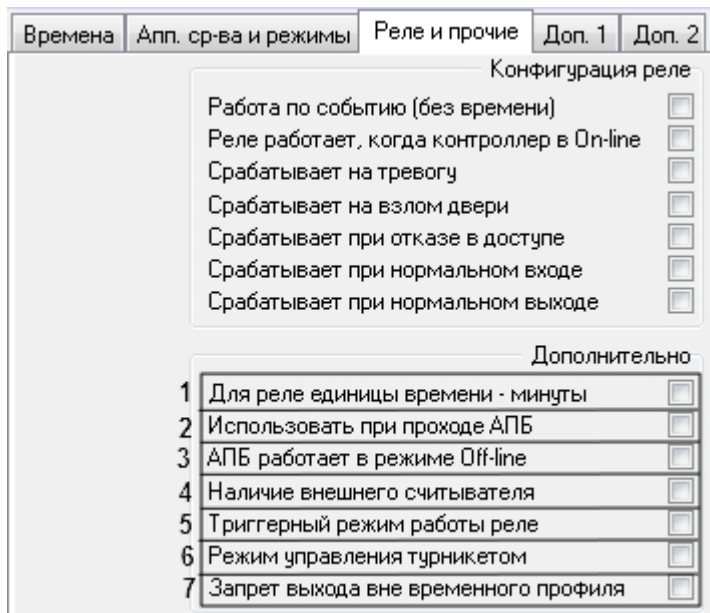 Времена Апп. ср-ва и режимы Реле и прочие Доп. 1 Доп. 2
Конфигурация реле
Работа по событию (без времени)
Реле работает, когда контроллер в On-line
Срабатывает на тревогу
Срабатывает на взлом двери
Срабатывает при отказе в доступе
Срабатывает при нормальном входе
Срабатывает при нормальном выходе
Дополнительно
1 Для реле единицы времени - минуты
2 Использовать при проходе АПБ
3 АПБ работает в режиме Off-line
4 Наличие внешнего считывателя
5 Триггерный режим работы реле
6 Режим управления турникетом
7 Запрет выхода вне временного профиля